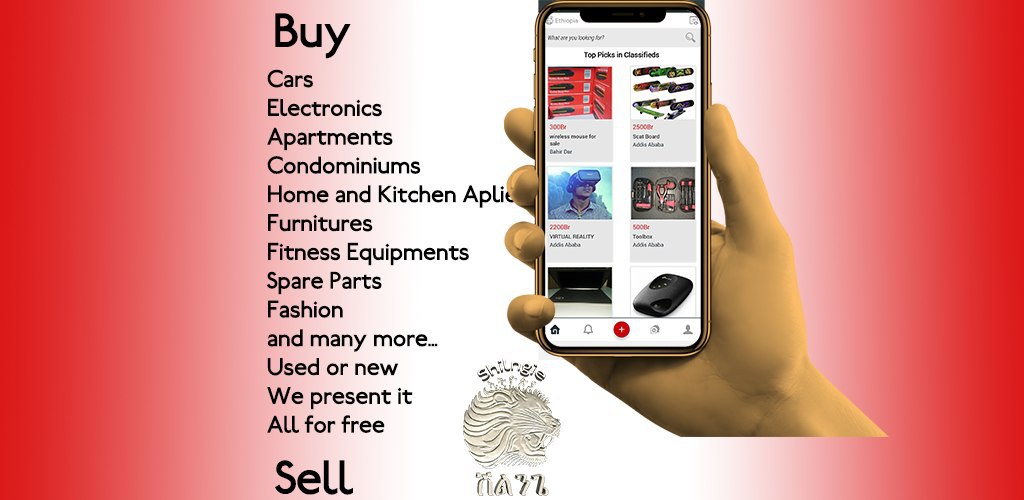 Buy
Cars
Electronics
Apartments
Condominiums
Home and Kitchen Aplie
Furnitures
Fitness Equipments
Spare Parts
Fashion
and many more...
Used or new
We present it
All for free
Sell
Ethiopia
What are you looking for?
Top Picks in Classifieds
300Br
wireless mouse for
sale
Bahir Dar
2500Br
Scat Board
Addis Ababa
2200Br
VIRTUAL REALITY
Addis Ababa
500Br
Toolbox
Addis Ababa
Shilngie
ሽልንጌ